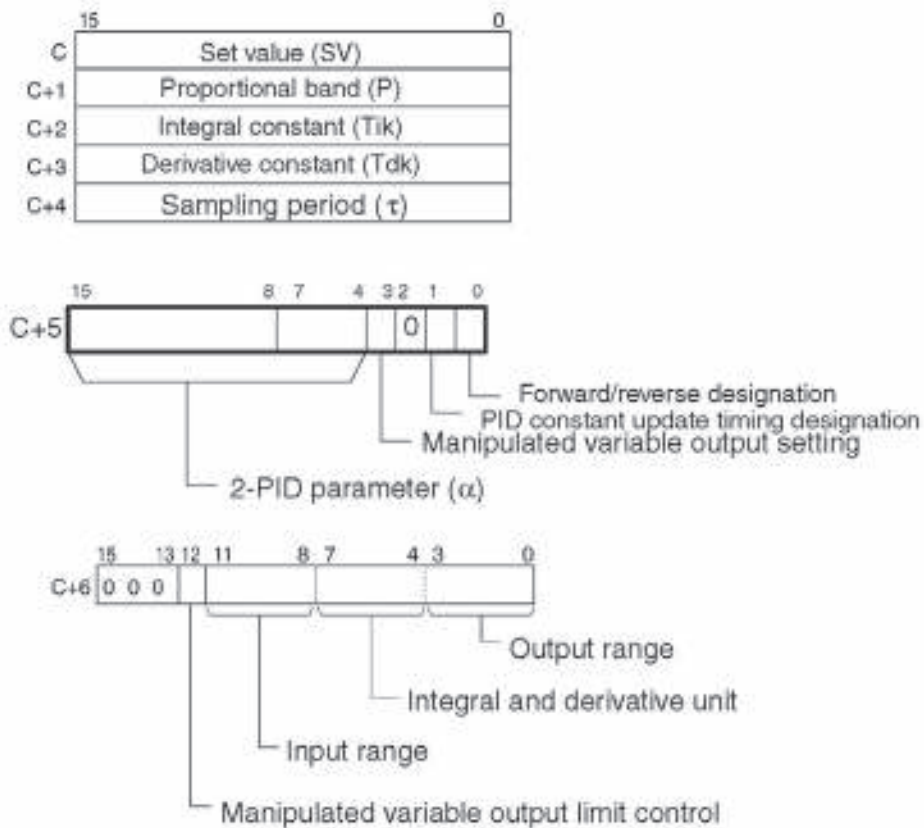 15 0
C Set value (SV)
C+1 Proportional band (P)
C+2 Integral constant (Tik)
C+3 Derivative constant (Tdk)
C+4 Sampling period (τ)
15 8 7 4 3 2 1 0
C+5 0
Forward/reverse designation
PID constant update timing designation
Manipulated variable output setting
2-PID parameter (α)
15 13 12 11 8 7 4 3 0
C+6 0 0 0
Output range
Integral and derivative unit
Input range
Manipulated variable output limit control